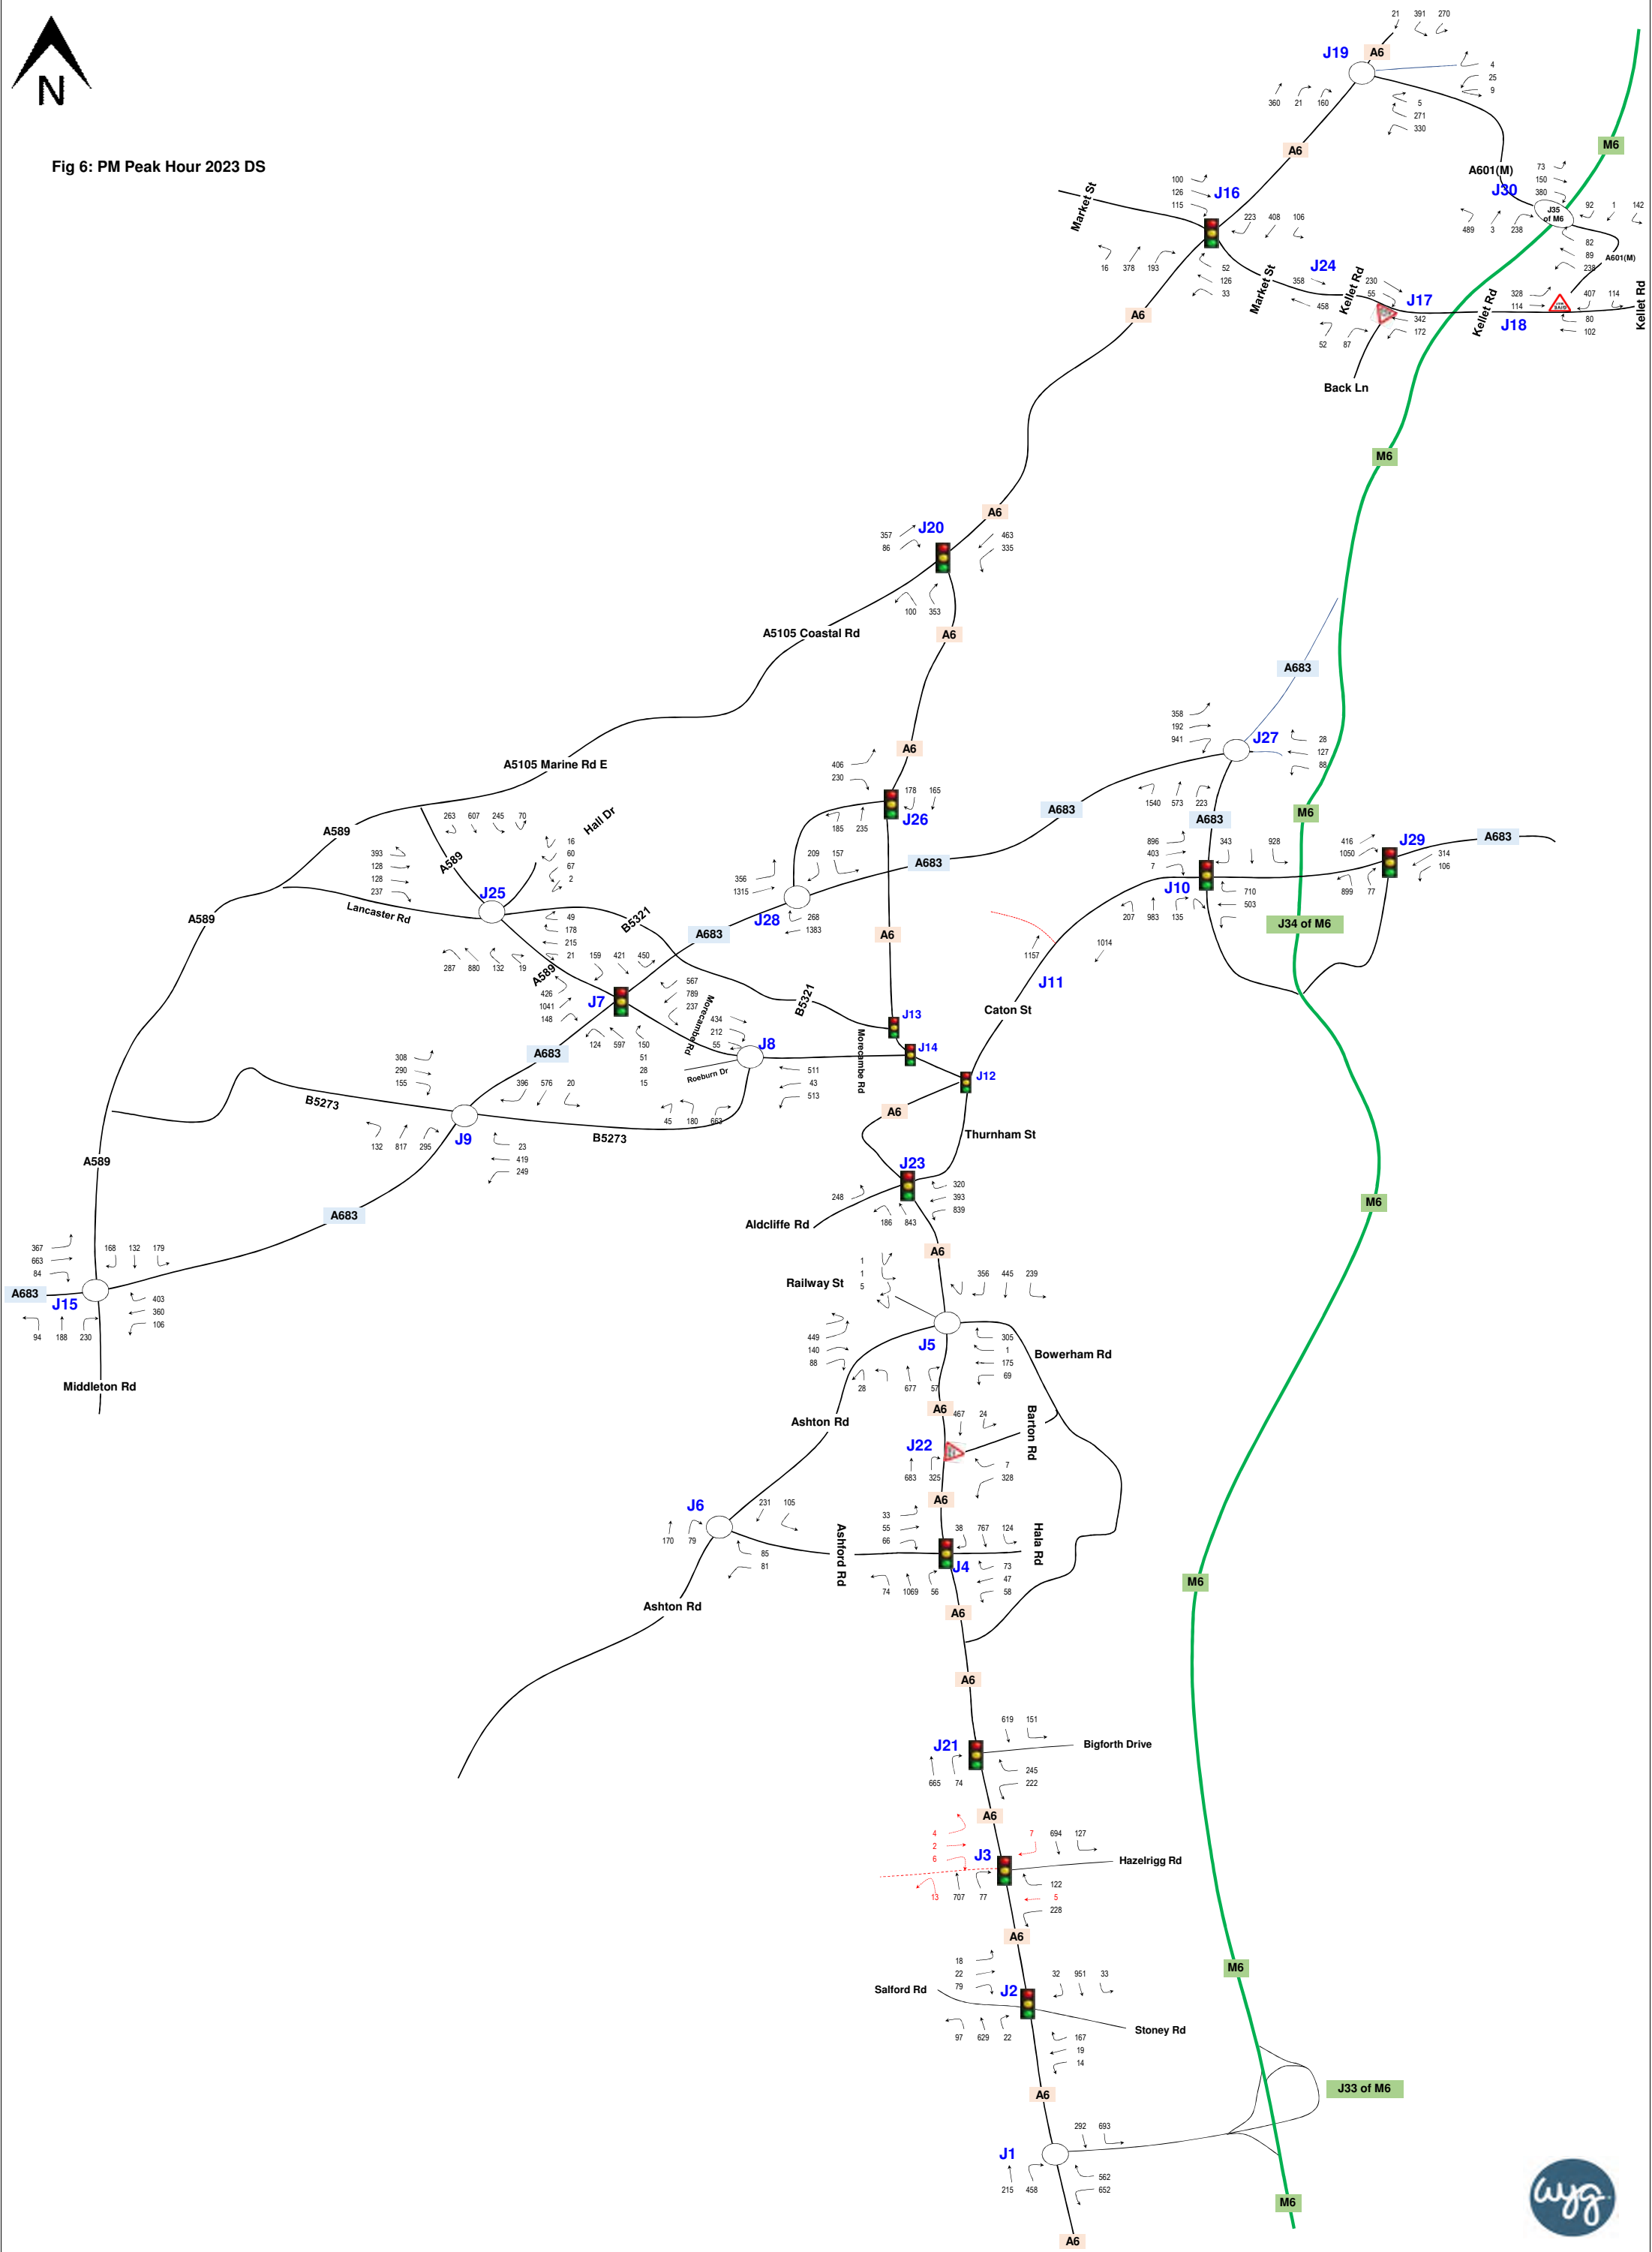 N
Fig 6: PM Peak Hour 2023 DS
21 391 270
J19 A6
4
25
9
360 21 160
5
271
330
A6
M6
A601(M)
J30
73
150
380
J35
of M6
92 1 142
489 3 238
82
89
238
A601(M)
Market St
100
126
115
J16
223 408 106
16 378 193
52
126
33
Market St
J24
358
458
Kellet Rd
230
55
J17
342
172
52 87
Back Ln
Kellet Rd
328
114
J18
407 114
80
102
Kellet Rd
A6
M6
A6
357
86
J20
463
335
100 353
A5105 Coastal Rd
A6
A683
358
192
941
J27
28
127
88
1540 573 223
A683
A6
A5105 Marine Rd E
406
230
178 165
J26
185 235
A683
M6
A589
263 607 245 70
Hall Dr
16
60
67
2
A589
393
128
128
237
J25
Lancaster Rd
49
178
215
21
287 880 132 19
A589
B5321
209 157
356
1315
J28
268
1383
A683
A683
896
403
7
343 928
J10
710
503
207 983 135
416
1050
J29
A683
314
106
899 77
J34 of M6
A589
A6
1157
1014
J11
Caton St
159 421 450
426
1041
148
J7
567
789
237
124 597 150
51
28
15
Morecambe Rd
434
212
55
J8
Roeburn Dr
511
43
513
45 180 663
B5321
J13
J14
Morecambe Rd
J12
A683
308
290
155
396 576 20
B5273
J9
132 817 295
23
419
249
B5273
A6
Thurnham St
J23
248
320
393
839
186 843
Aldcliffe Rd
A589
M6
A683
367
663
84
168 132 179
A683
J15
403
360
106
94 188 230
Middleton Rd
A6
Railway St
1
1
5
356 445 239
449
140
88
J5
305
1
175
69
28 677 57
Bowerham Rd
Ashton Rd
A6
467 24
Barton Rd
J22
7
328
683 325
A6
J6
231 105
170 79
85
81
Ashford Rd
33
55
66
38 767 124
Hala Rd
J4
73
47
58
74 1069 56
Ashton Rd
A6
M6
A6
619 151
J21
Bigforth Drive
665 74
245
222
A6
4
2
6
7 694 127
J3
Hazelrigg Rd
13 707 77
122
5
228
A6
18
22
79
32 951 33
Salford Rd
J2
Stoney Rd
97 629 22
167
19
14
M6
A6
J33 of M6
292 693
J1
215 458
562
652
M6
A6
ayg